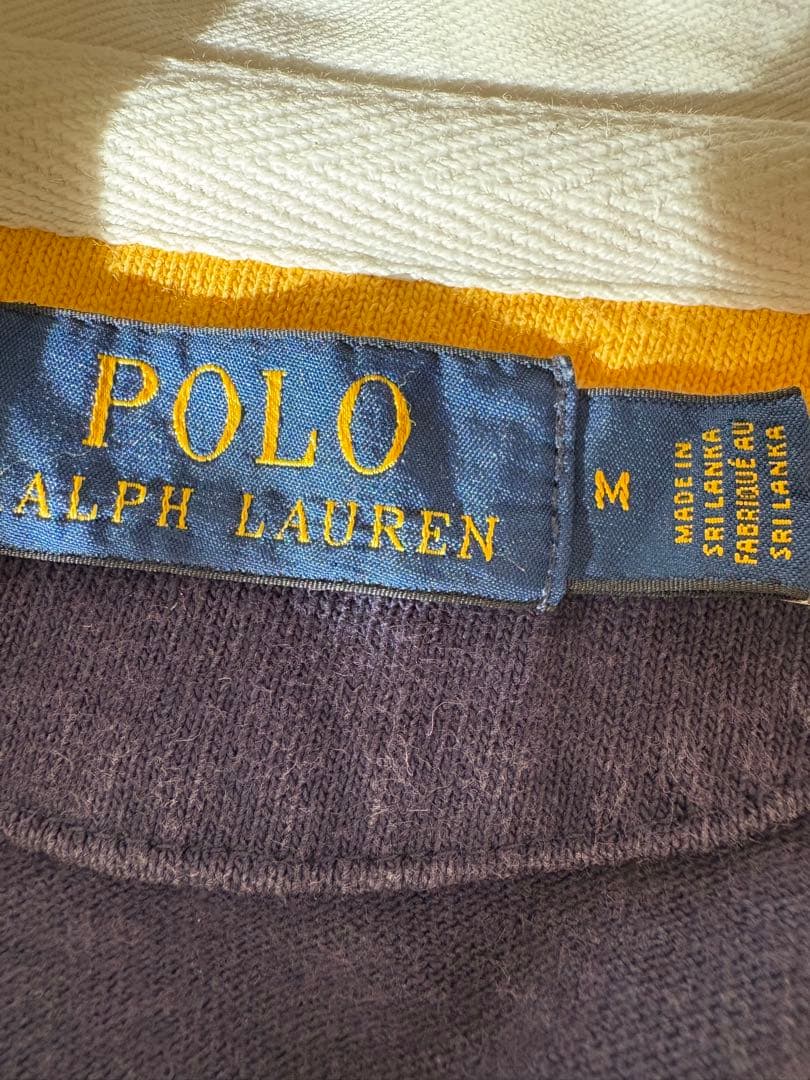 POLO
RALPH LAUREN
M
MADE IN
SRI LANKA
FABRIQUÉ AU
SRI LANKA